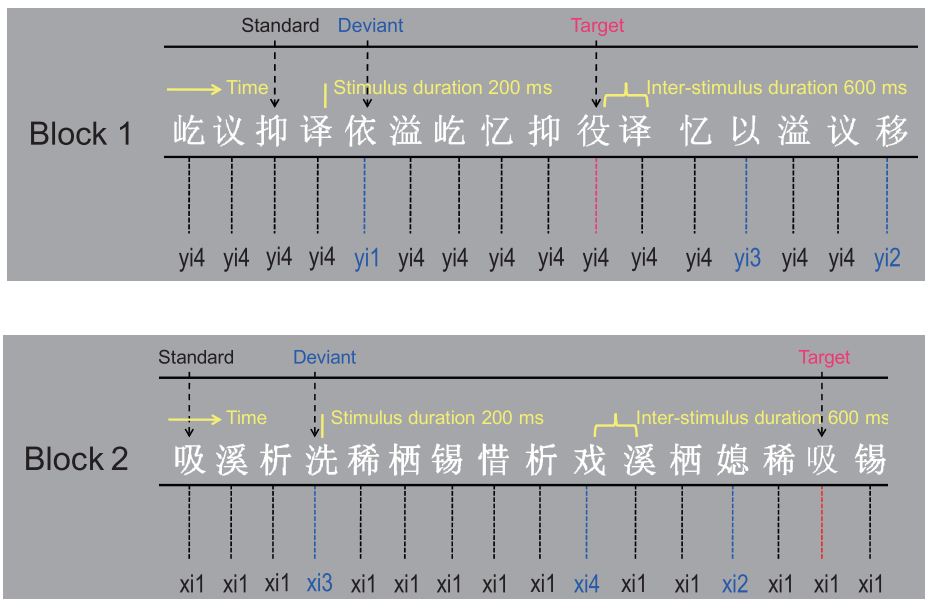 Standard Deviant Target
Time Stimulus duration 200 ms Inter-stimulus duration 600 ms
Block 1 屹 议 抑 译 依 溢 屹 忆 抑 役 译 忆 以 溢 议 移
yi4 yi4 yi4 yi4 yi1 yi4 yi4 yi4 yi4 yi4 yi4 yi4 yi3 yi4 yi4 yi2
Standard Deviant Target
Time Stimulus duration 200 ms Inter-stimulus duration 600 ms
Block 2 吸 溪 析 洗 稀 栖 锡 惜 析 戏 溪 栖 媳 稀 吸 锡
xi1 xi1 xi1 xi3 xi1 xi1 xi1 xi1 xi1 xi4 xi1 xi1 xi2 xi1 xi1 xi1